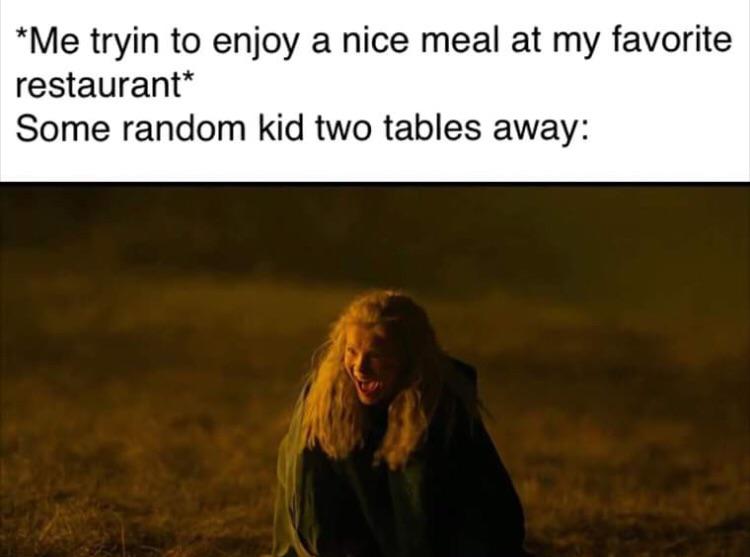 *Me tryin to enjoy a nice meal at my favorite
restaurant*
Some random kid two tables away: